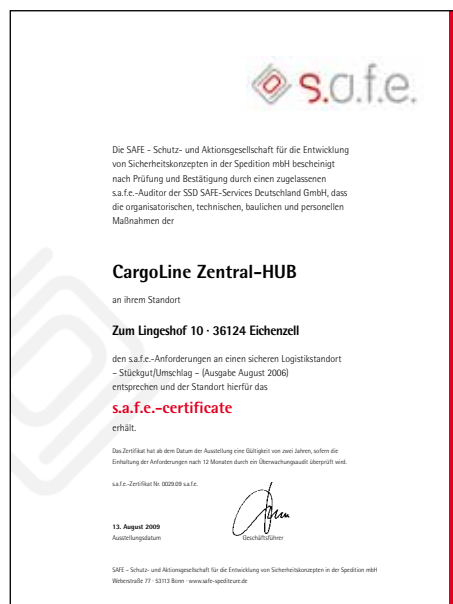 s.a.f.e.
Die SAFE - Schutz- und Aktionsgesellschaft für die Entwicklung
von Sicherheitskonzepten in der Spedition mbH bescheinigt
nach Prüfung und Bestätigung durch einen zugelassenen
s.a.f.e.-Auditor der SSD SAFE-Services Deutschland GmbH, dass
die organisatorischen, technischen, baulichen und personellen
Maßnahmen der
CargoLine Zentral-HUB
an ihrem Standort
Zum Lingeshof 10 · 36124 Eichenzell
den s.a.f.e.-Anforderungen an einen sicheren Logistikstandort
– Stückgut/Umschlag – (Ausgabe August 2006)
entsprechen und der Standort hierfür das
s.a.f.e.-certificate
erhält.
Das Zertifikat hat ab dem Datum der Ausstellung eine Gültigkeit von zwei Jahren, sofern die
Einhaltung der Anforderungen nach 12 Monaten durch ein Überwachungsaudit überprüft wird.
s.a.f.e.-Zertifikat Nr. 0029.09 s.a.f.e.
13. August 2009
Ausstellungsdatum Geschäftsführer
SAFE - Schutz- und Aktionsgesellschaft für die Entwicklung von Sicherheitskonzepten in der Spedition mbH
Weberstraße 77 · 53113 Bonn · www.safe-spediteure.de